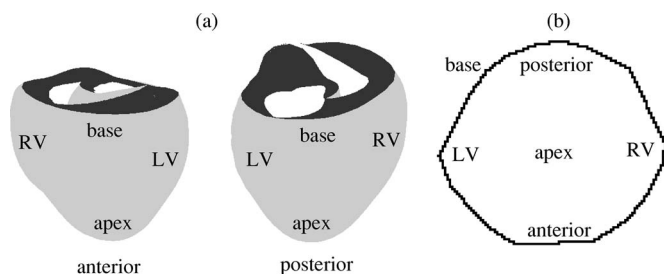 (a)
(b)
base
posterior
base
base
RV
RV
LV
LV
LV
apex
RV
apex
apex
anterior
anterior
posterior